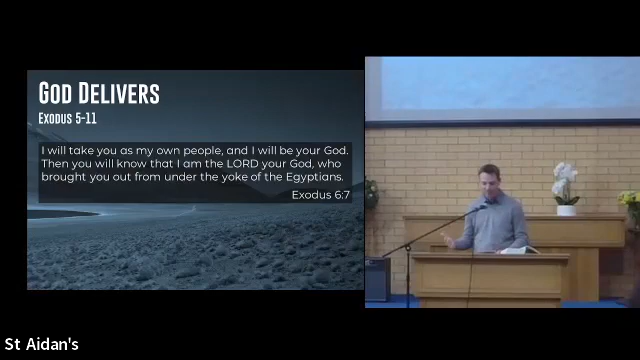 GOD DELIVERS
EXODUS 5-11
I will take you as my own people, and I will be your God.
Then you will know that I am the LORD your God, who
brought you out from under the yoke of the Egyptians.
Exodus 6:7
St Aidan's